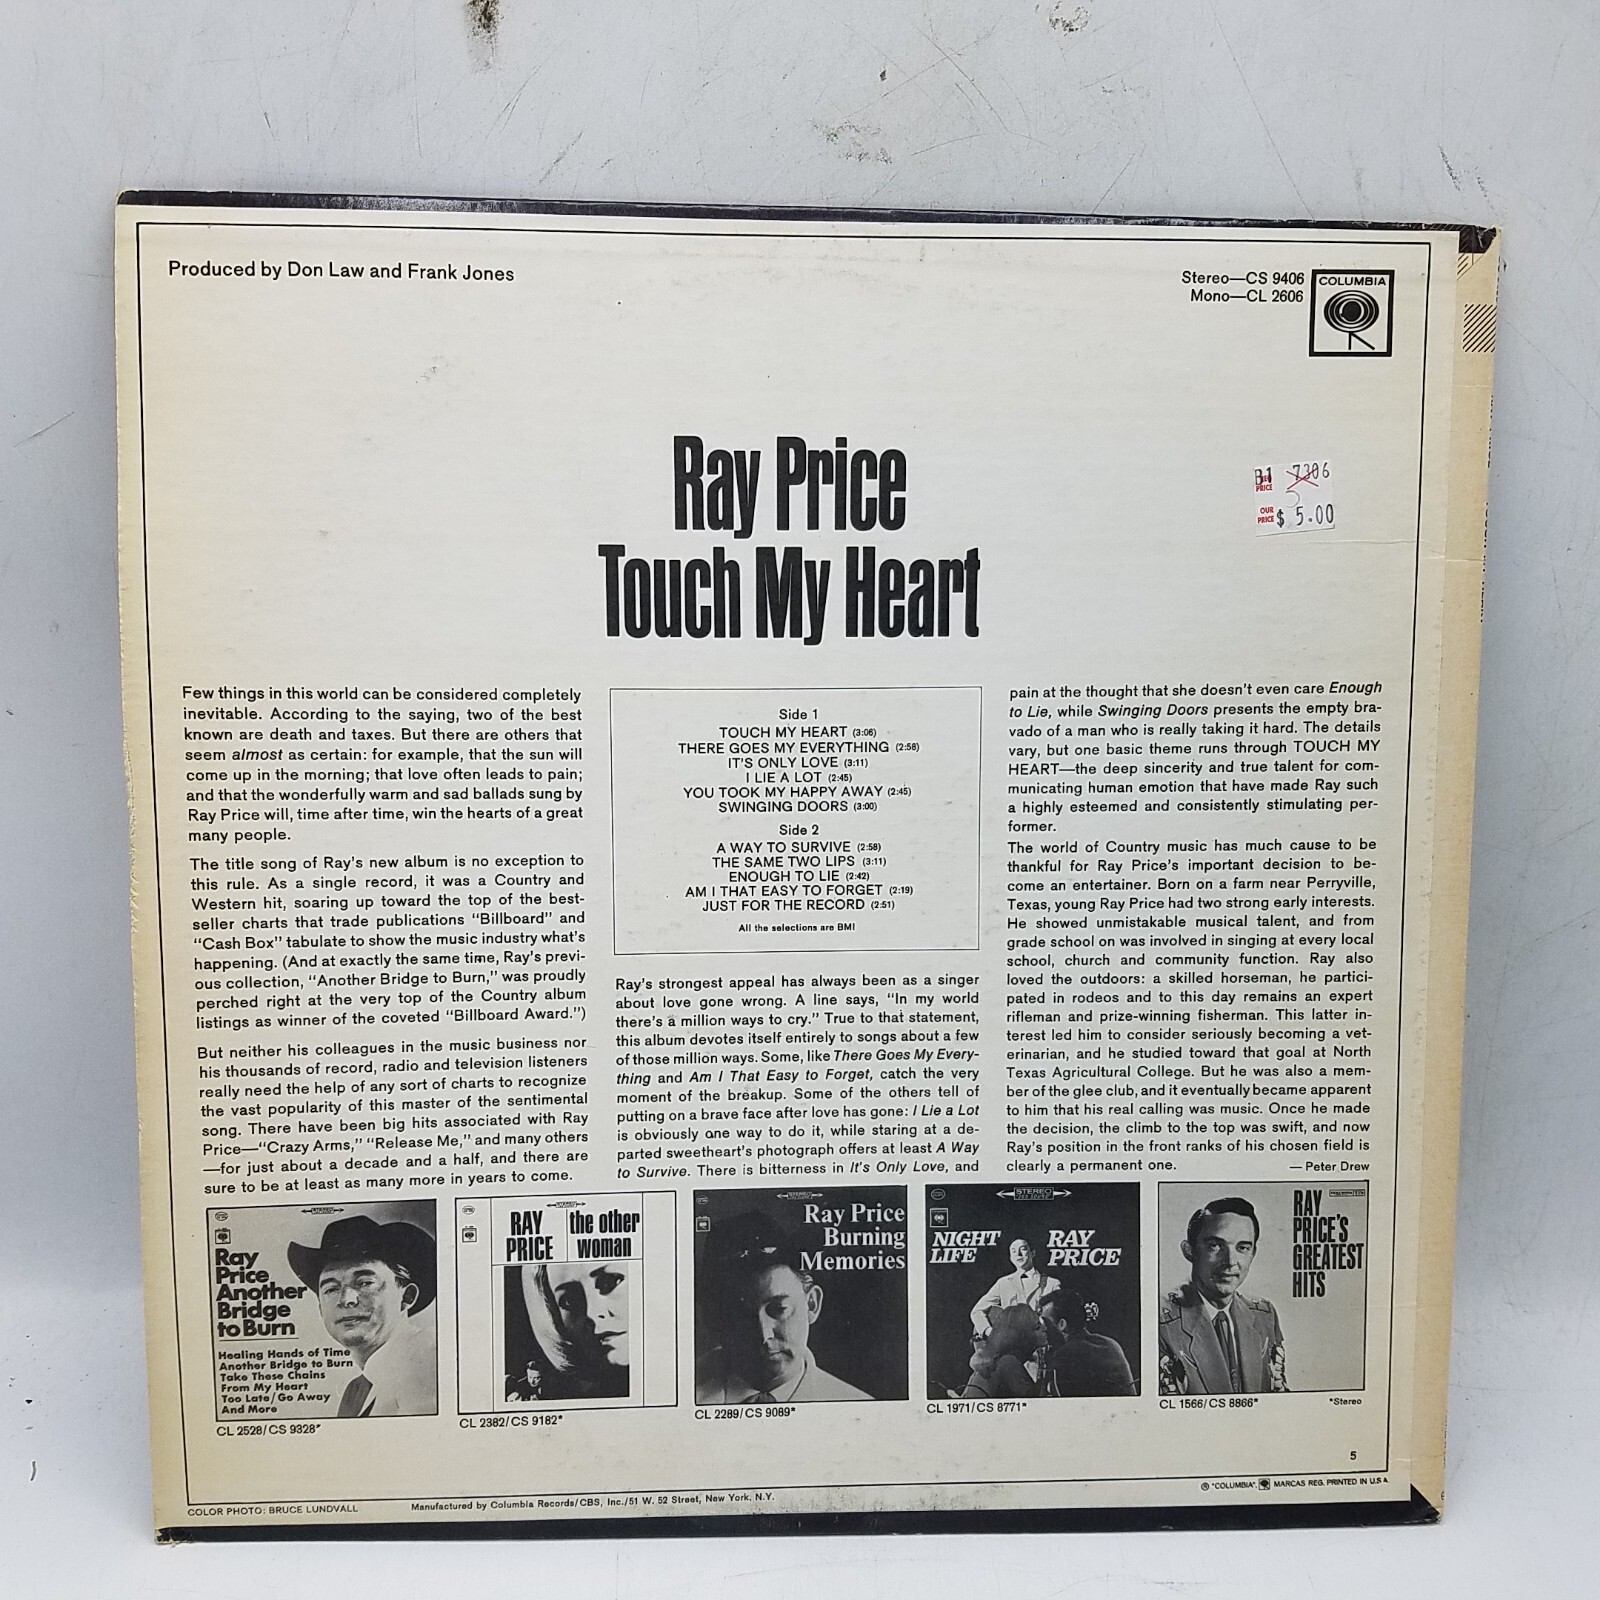 Produced by Don Law and Frank Jones
Stereo—CS 9406
Mono—CL 2606
COLUMBIA
Ray Price
Touch My Heart
B1 7306
PRICE
OUR
PRICE $ 5.00
Few things in this world can be considered completely
inevitable. According to the saying, two of the best
known are death and taxes. But there are others that
seem almost as certain: for example, that the sun will
come up in the morning; that love often leads to pain;
and that the wonderfully warm and sad ballads sung by
Ray Price will, time after time, win the hearts of a great
many people.
The title song of Ray's new album is no exception to
this rule. As a single record, it was a Country and
Western hit, soaring up toward the top of the best-
seller charts that trade publications "Billboard" and
"Cash Box" tabulate to show the music industry what's
happening. (And at exactly the same time, Ray's previ-
ous collection, "Another Bridge to Burn," was proudly
perched right at the very top of the Country album
listings as winner of the coveted "Billboard Award.")
But neither his colleagues in the music business nor
his thousands of record, radio and television listeners
really need the help of any sort of charts to recognize
the vast popularity of this master of the sentimental
song. There have been big hits associated with Ray
Price—"Crazy Arms," "Release Me," and many others
—for just about a decade and a half, and there are
sure to be at least as many more in years to come.
Side 1
TOUCH MY HEART (3:06)
THERE GOES MY EVERYTHING (2:58)
IT'S ONLY LOVE (3:11)
I LIE A LOT (2:45)
YOU TOOK MY HAPPY AWAY (2:45)
SWINGING DOORS (3:00)
Side 2
A WAY TO SURVIVE (2:58)
THE SAME TWO LIPS (3:11)
ENOUGH TO LIE (2:42)
AM I THAT EASY TO FORGET (2:19)
JUST FOR THE RECORD (2:51)
All the selections are BMI
Ray's strongest appeal has always been as a singer
about love gone wrong. A line says, "In my world
there's a million ways to cry." True to that statement,
this album devotes itself entirely to songs about a few
of those million ways. Some, like There Goes My Every-
thing and Am I That Easy to Forget, catch the very
moment of the breakup. Some of the others tell of
putting on a brave face after love has gone: I Lie a Lot
is obviously one way to do it, while staring at a de-
parted sweetheart's photograph offers at least A Way
to Survive. There is bitterness in It's Only Love, and
pain at the thought that she doesn't even care Enough
to Lie, while Swinging Doors presents the empty bra-
vado of a man who is really taking it hard. The details
vary, but one basic theme runs through TOUCH MY
HEART—the deep sincerity and true talent for com-
municating human emotion that have made Ray such
a highly esteemed and consistently stimulating per-
former.
The world of Country music has much cause to be
thankful for Ray Price's important decision to be-
come an entertainer. Born on a farm near Perryville,
Texas, young Ray Price had two strong early interests.
He showed unmistakable musical talent, and from
grade school on was involved in singing at every local
school, church and community function. Ray also
loved the outdoors: a skilled horseman, he partici-
pated in rodeos and to this day remains an expert
rifleman and prize-winning fisherman. This latter in-
terest led him to consider seriously becoming a vet-
erinarian, and he studied toward that goal at North
Texas Agricultural College. But he was also a mem-
ber of the glee club, and it eventually became apparent
to him that his real calling was music. Once he made
the decision, the climb to the top was swift, and now
Ray's position in the front ranks of his chosen field is
clearly a permanent one.
—Peter Drew
Ray
Price
Another
Bridge
to Burn
Healing Hands of Time
Another Bridge to Burn
Take These Chains
From My Heart
Too Late/Go Away
And More
CL 2528/CS 9328*
RAY
PRICE
the other
woman
CL 2382/CS 9182*
Ray Price
Burning
Memories
CL 2289/CS 9089*
STEREO
NIGHT
LIFE
RAY
PRICE
CL 1971/CS 8771*
RAY
PRICE'S
GREATEST
HITS
CL 1566/CS 8866*
*Stereo
5
COLOR PHOTO: BRUCE LUNDVALL
Manufactured by Columbia Records/CBS, Inc./51 W. 52 Street, New York, N.Y.
® "COLUMBIA", MARCAS REG. PRINTED IN U.S.A.